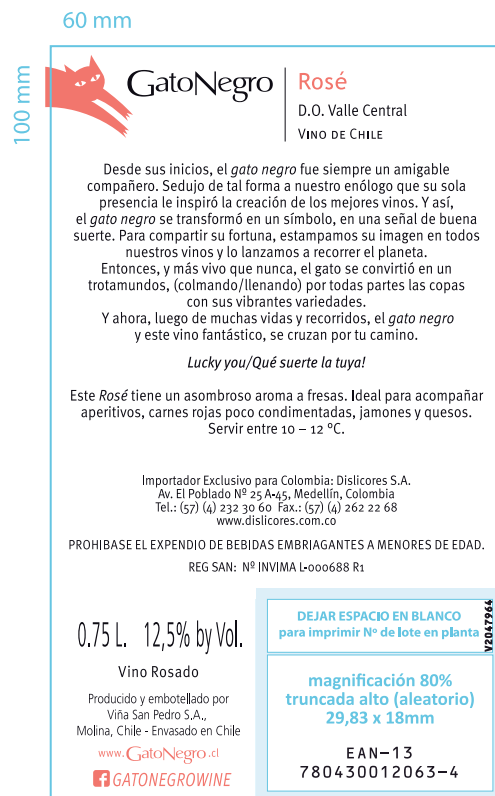 60 mm
100 mm
GatoNegro
Rosé
D.O. Valle Central
VINO DE CHILE
Desde sus inicios, el gato negro fue siempre un amigable
compañero. Sedujo de tal forma a nuestro enólogo que su sola
presencia le inspiró la creación de los mejores vinos. Y así,
el gato negro se transformó en un símbolo, en una señal de buena
suerte. Para compartir su fortuna, estampamos su imagen en todos
nuestros vinos y lo lanzamos a recorrer el planeta.
Entonces, y más vivo que nunca, el gato se convirtió en un
trotamundos, (colmando/llenando) por todas partes las copas
con sus vibrantes variedades.
Y ahora, luego de muchas vidas y recorridos, el gato negro
y este vino fantástico, se cruzan por tu camino.
Lucky you/Qué suerte la tuya!
Este Rosé tiene un asombroso aroma a fresas. Ideal para acompañar
aperitivos, carnes rojas poco condimentadas, jamones y quesos.
Servir entre 10 – 12 °C.
Importador Exclusivo para Colombia: Dislicores S.A.
Av. El Poblado Nº 25 A-45, Medellín, Colombia
Tel.: (57) (4) 232 30 60 Fax.: (57) (4) 262 22 68
www.dislicores.com.co
PROHIBASE EL EXPENDIO DE BEBIDAS EMBRIAGANTES A MENORES DE EDAD.
REG SAN: Nº INVIMA L-000688 R1
0.75 L. 12,5% by Vol.
Vino Rosado
Producido y embotellado por
Viña San Pedro S.A.,
Molina, Chile - Envasado en Chile
www.GatoNegro.cl
f GATONEGROWINE
DEJAR ESPACIO EN BLANCO
para imprimir Nº de lote en planta
V2047964
magnificación 80%
truncada alto (aleatorio)
29,83 x 18mm
EAN-13
780430012063-4